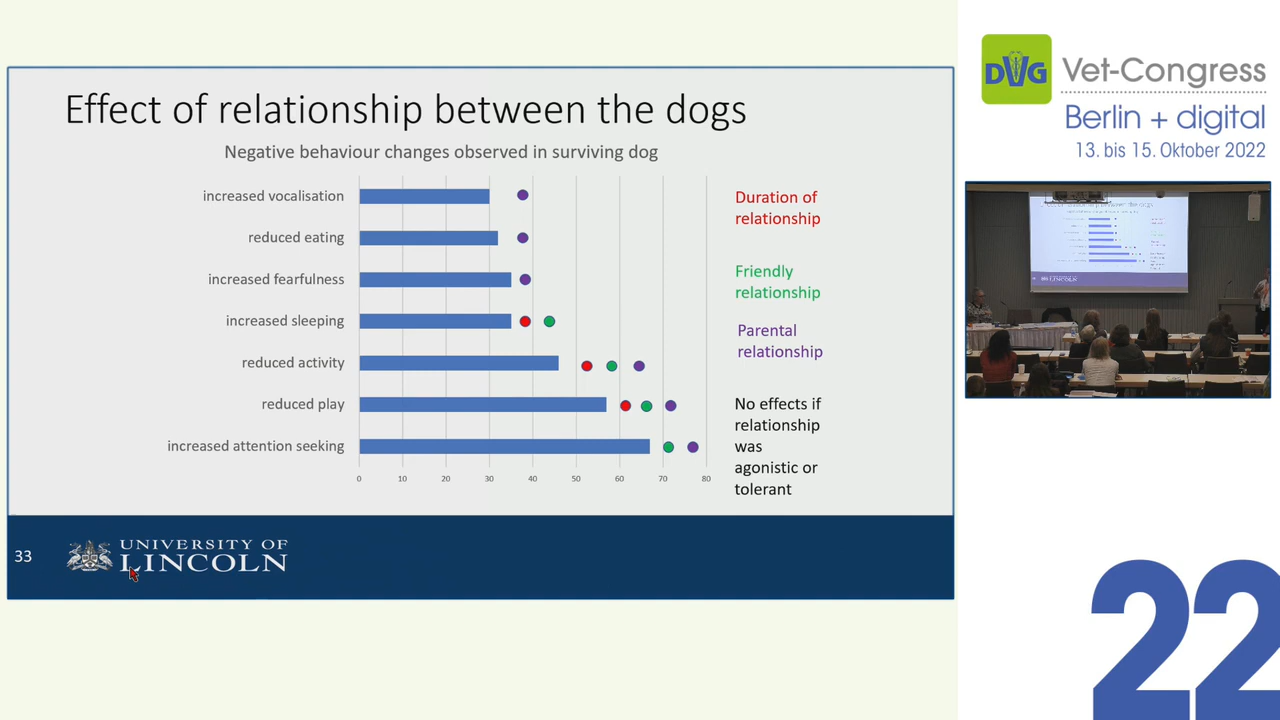 Effect of relationship between the dogs
Negative behaviour changes observed in surviving dog
increased vocalisation
reduced eating
increased fearfulness
increased sleeping
reduced activity
reduced play
increased attention seeking
0 10 20 30 40 50 60 70 80
Duration of
relationship
Friendly
relationship
Parental
relationship
No effects if
relationship
was
agonistic or
tolerant
33
UNIVERSITY OF
LINCOLN
DVG
Vet-Congress
Berlin + digital
13. bis 15. Oktober 2022
22